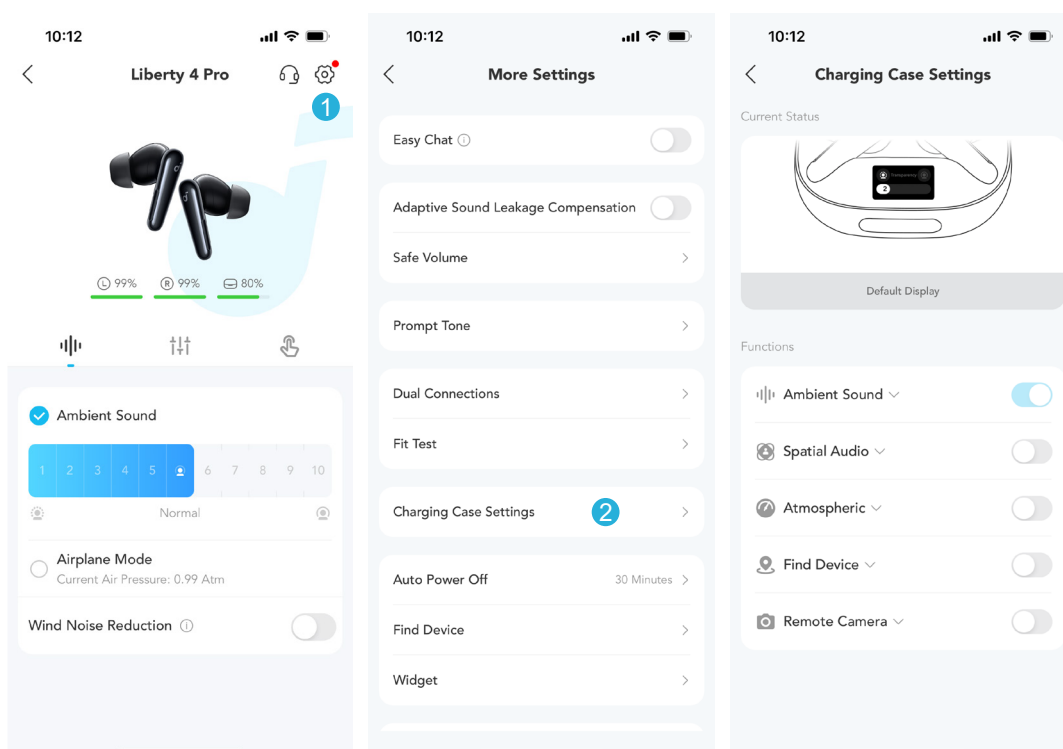 10:12
Liberty 4 Pro
1
L 99% R 99% 80%
Ambient Sound
1 2 3 4 5 6 7 8 9 10
Normal
Airplane Mode
Current Air Pressure: 0.99 Atm
Wind Noise Reduction
10:12
More Settings
Easy Chat
Adaptive Sound Leakage Compensation
Safe Volume
Prompt Tone
Dual Connections
Fit Test
Charging Case Settings 2
Auto Power Off 30 Minutes
Find Device
Widget
10:12
Charging Case Settings
Current Status
Transparency
2
Default Display
Functions
Ambient Sound
Spatial Audio
Atmospheric
Find Device
Remote Camera